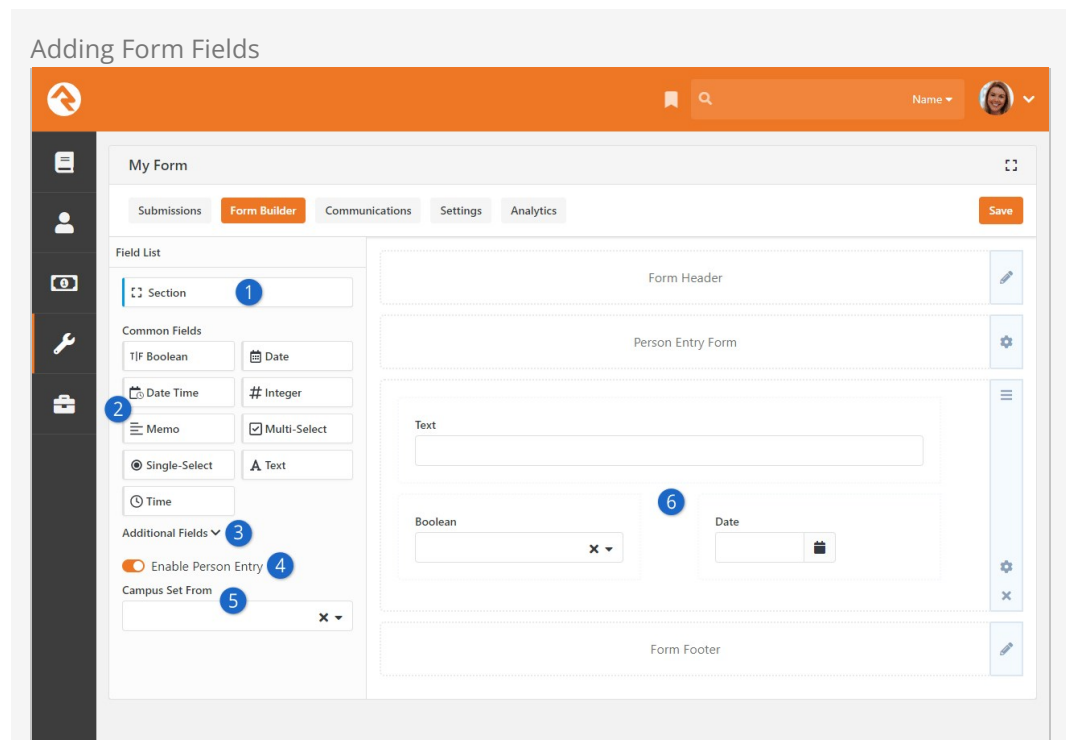 Adding Form Fields
Name
My Form
Submissions Form Builder Communications Settings Analytics Save
Field List
Section 1
Common Fields
T|F Boolean Date
Date Time # Integer
2
Memo Multi-Select
Single-Select A Text
Time
Additional Fields 3
Enable Person Entry 4
Campus Set From 5
Form Header
Person Entry Form
Text
6
Boolean Date
Form Footer